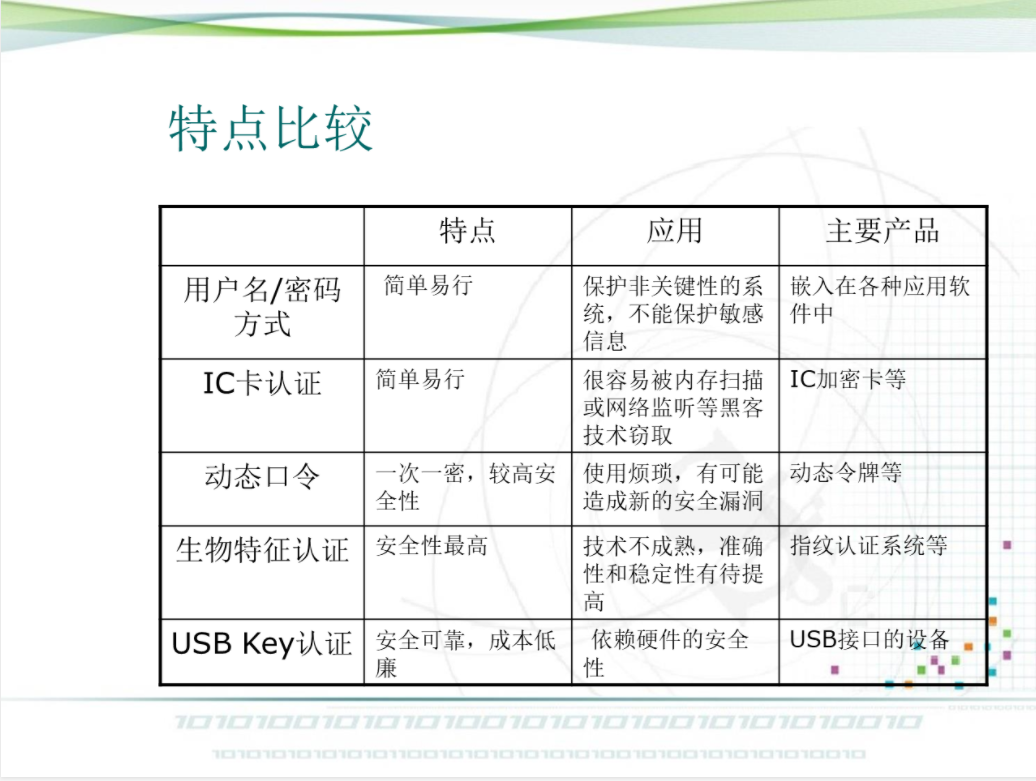 特点比较
特点 应用 主要产品
用户名/密码
方式
简单易行
保护非关键性的系
统，不能保护敏感
信息
嵌入在各种应用软
件中
IC卡认证
简单易行
很容易被内存扫描
或网络监听等黑客
技术窃取
IC加密卡等
动态口令
一次一密，较高安
全性
使用烦琐，有可能
造成新的安全漏洞
动态令牌等
生物特征认证
安全性最高
技术不成熟，准确
性和稳定性有待提
高
指纹认证系统等
USB Key认证
安全可靠，成本低
廉
依赖硬件的安全
性
USB接口的设备